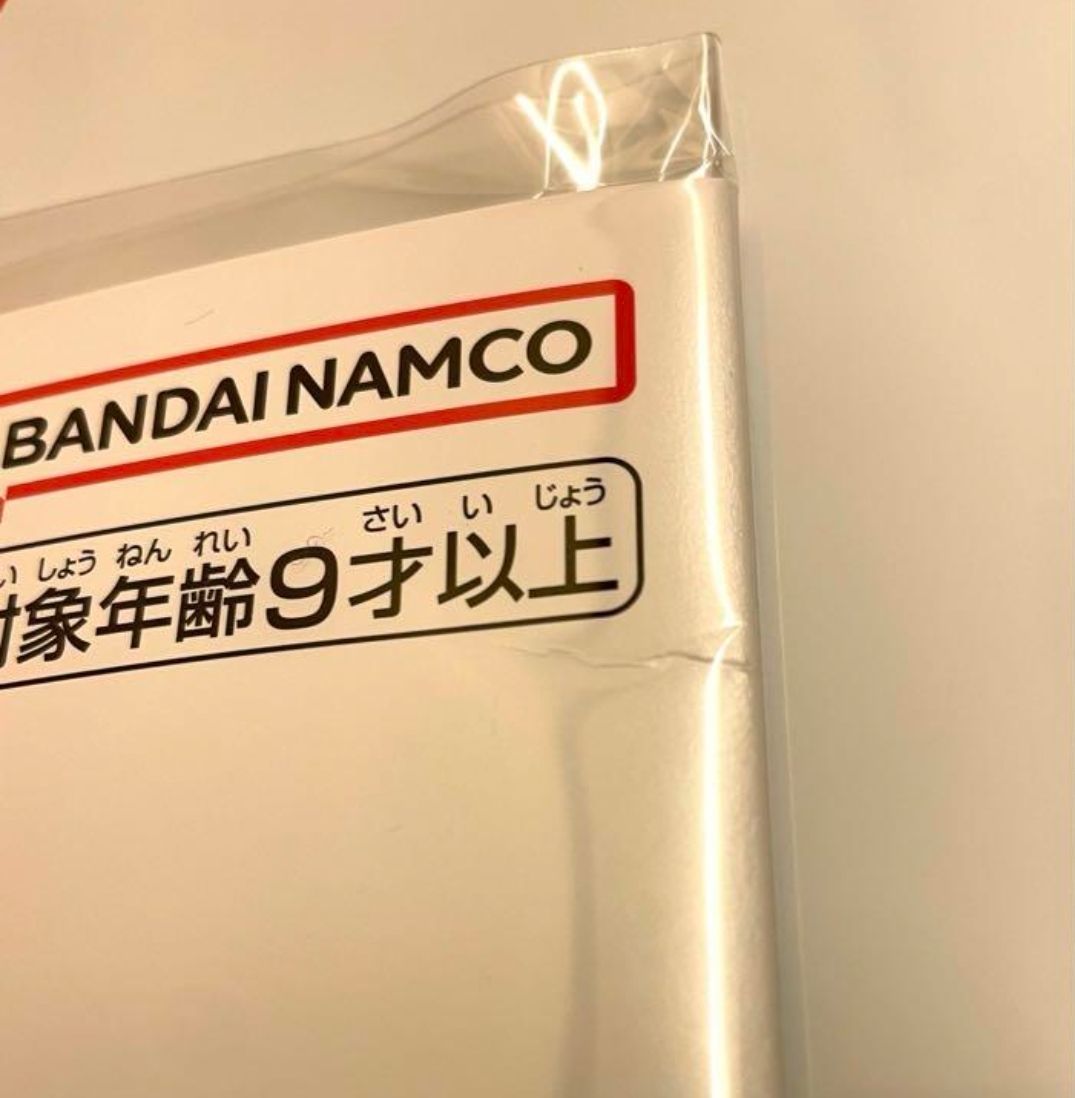 BANDAI NAMCO
しょう ねん れい さい い じょう
対象年齢9才以上